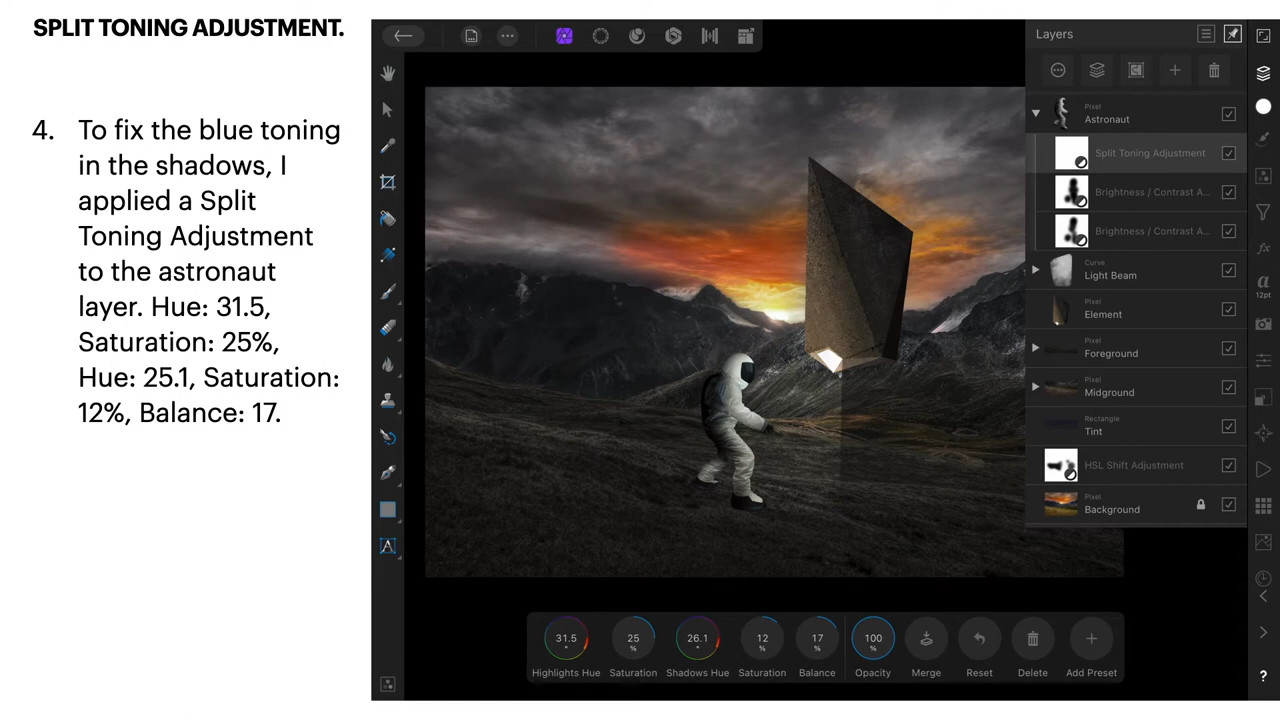 SPLIT TONING ADJUSTMENT.
4. To fix the blue toning
in the shadows, I
applied a Split
Toning Adjustment
to the astronaut
layer. Hue: 31.5,
Saturation: 25%,
Hue: 25.1, Saturation:
12%, Balance: 17.
Layers
Pixel
Astronaut
Split Toning Adjustment
Brightness / Contrast A...
Brightness / Contrast A...
Curve
Light Beam
Pixel
Element
Pixel
Foreground
Pixel
Midground
Rectangle
Tint
HSL Shift Adjustment
Pixel
Background
A
a
12pt
fx
?
31.5 °
25 %
26.1 °
12 %
17 %
100 %
Highlights Hue
Saturation
Shadows Hue
Saturation
Balance
Opacity
Merge
Reset
Delete
Add Preset